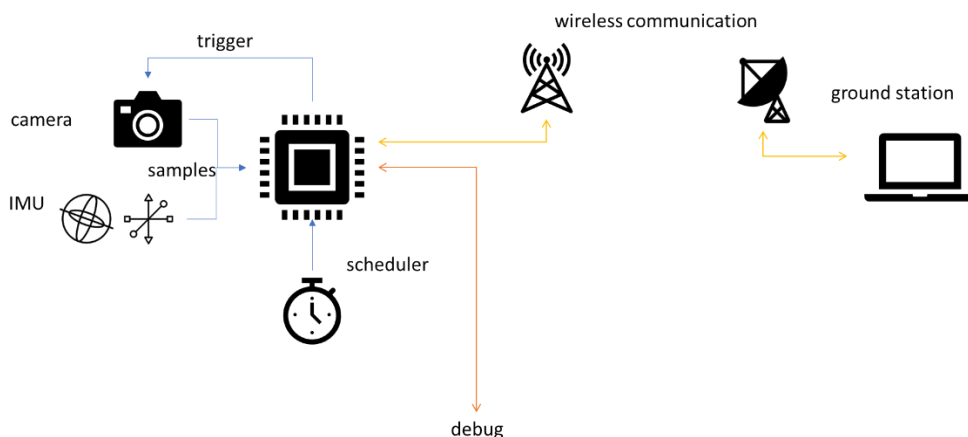 wireless communication
trigger
ground station
camera
samples
IMU
scheduler
debug